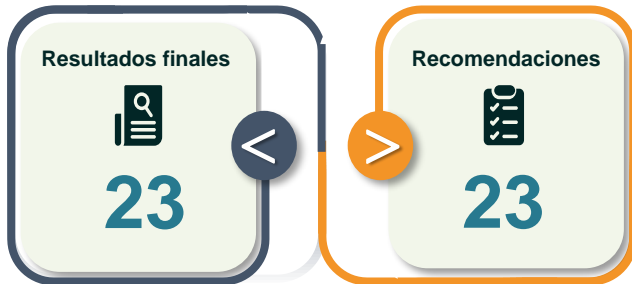 Resultados finales
23
<
Recomendaciones
23
>